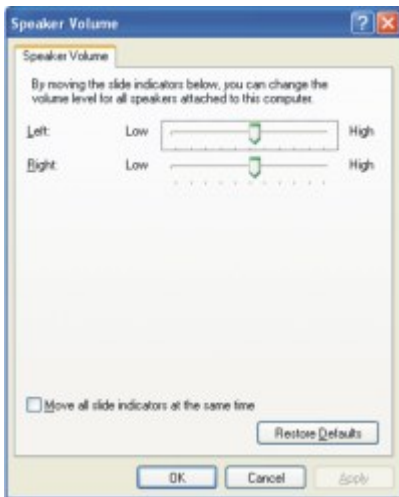 Speaker Volume
Speaker Volume
By moving the slide indicators below, you can change the
volume level for all speakers attached to this computer.
Left: Low High
Right: Low High
Move all slide indicators at the same time
Restore Defaults
OK Cancel Apply